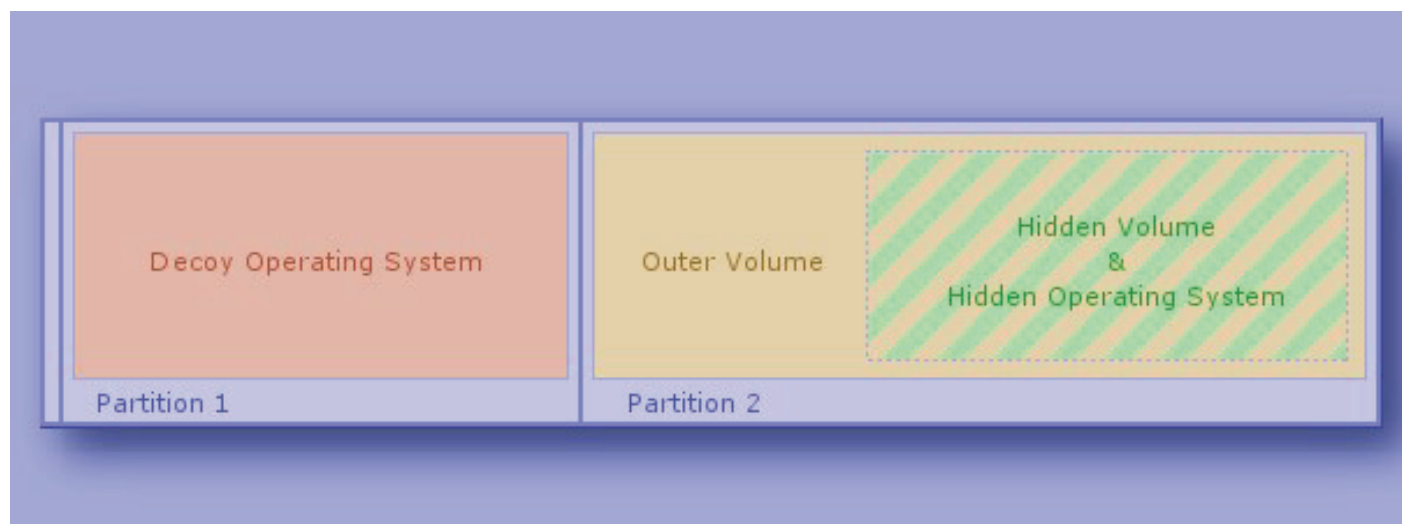 Decoy Operating System
Outer Volume
Hidden Volume
&
Hidden Operating System
Partition 1
Partition 2